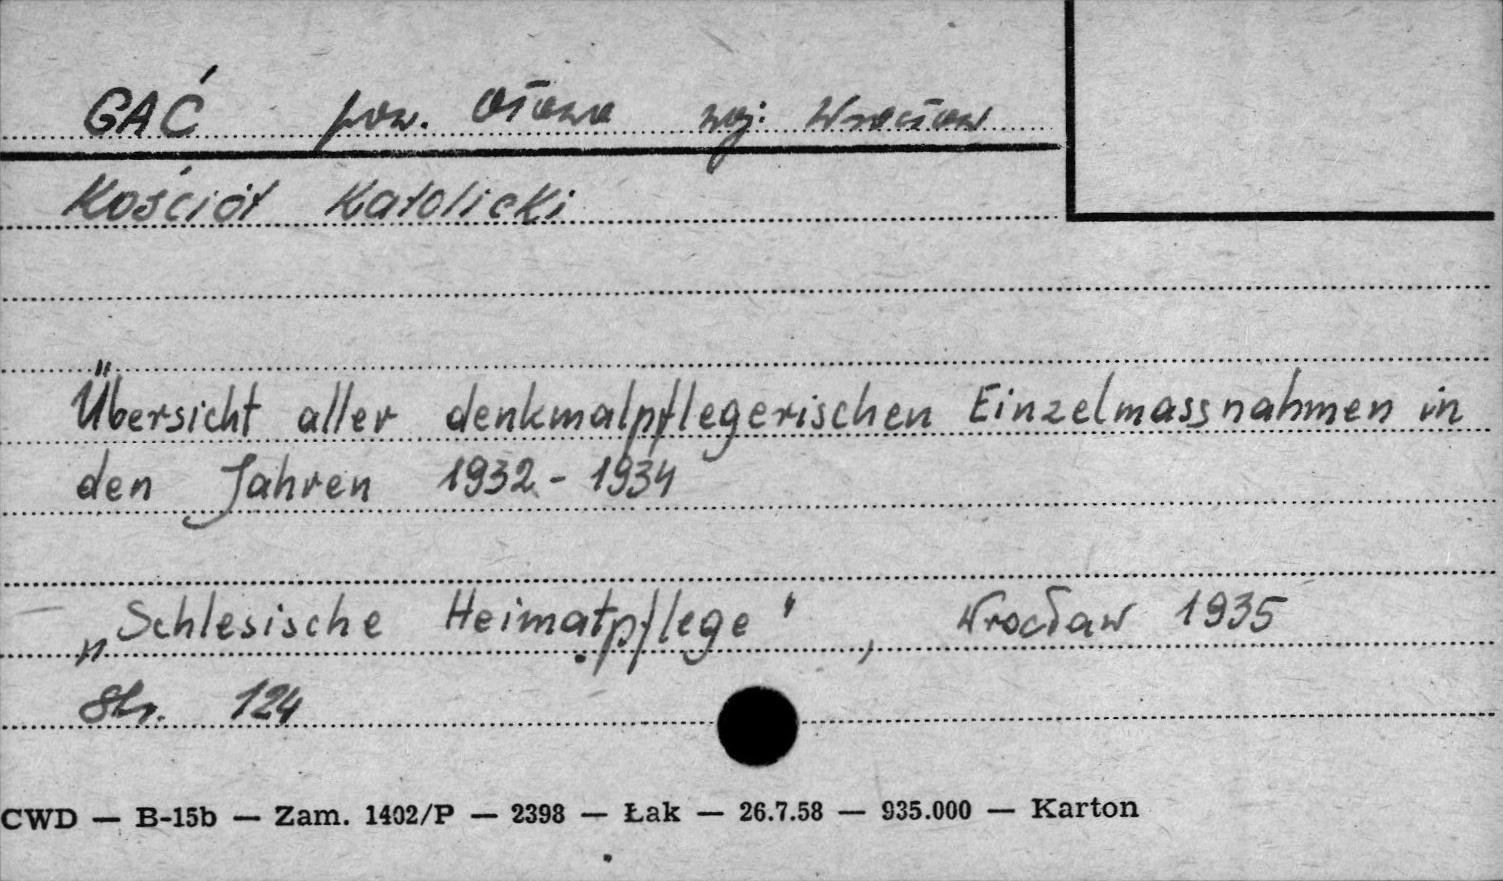 GAĆ pow. Oława woj: Wrocław
Kościół Katolicki
Übersicht aller denkmalpflegerischen Einzelmassnahmen in
den Jahren 1932 - 1934
„Schlesische Heimatpflege", Wrocław 1935
Str. 124
CWD — B-15b — Zam. 1402/P — 2398 — Łak — 26.7.58 — 935.000 — Karton